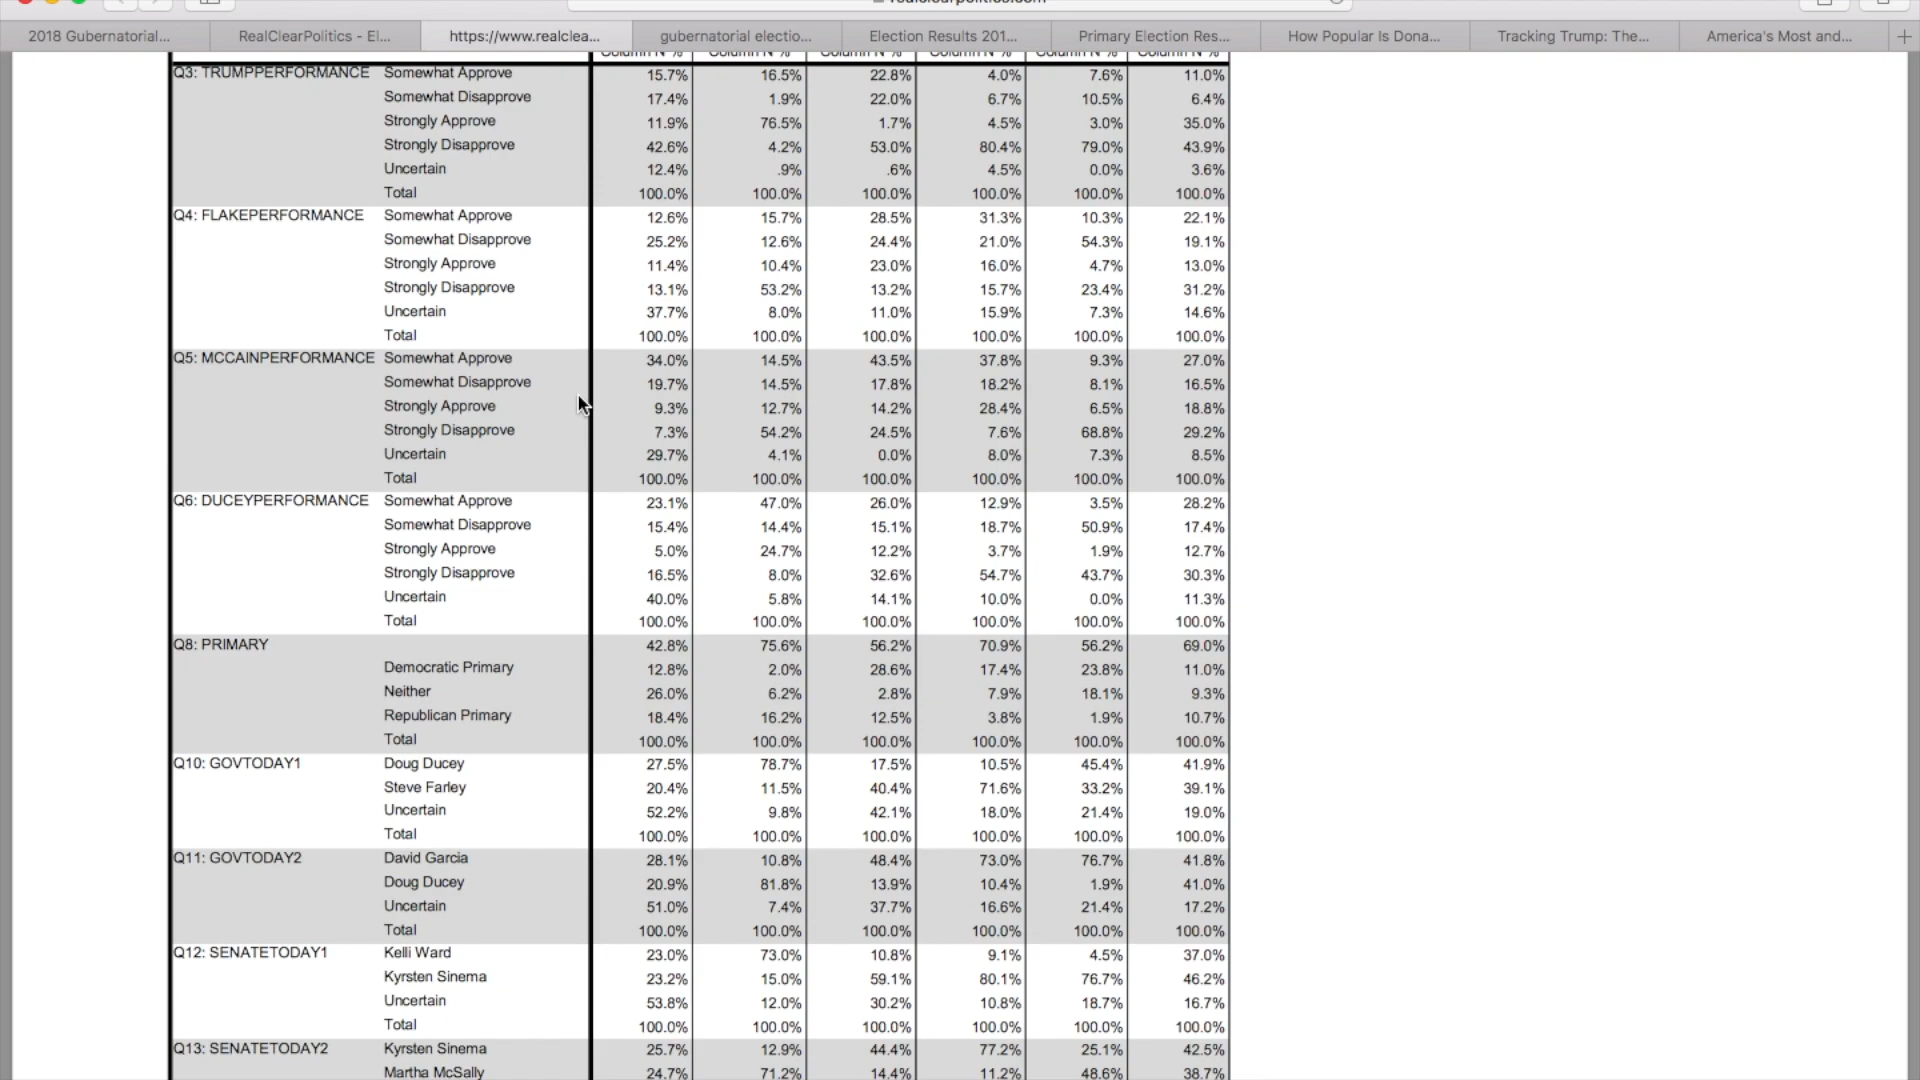 2018 Gubernatorial... RealClearPolitics - El... https://www.realclea... gubernatorial electio... Election Results 201... Primary Election Res... How Popular Is Dona... Tracking Trump: The... America's Most and...
Column N % Column N % Column N % Column N % Column N % Column N %
Q3: TRUMPPERFORMANCE Somewhat Approve 15.7% 16.5% 22.8% 4.0% 7.6% 11.0%
Somewhat Disapprove 17.4% 1.9% 22.0% 6.7% 10.5% 6.4%
Strongly Approve 11.9% 76.5% 1.7% 4.5% 3.0% 35.0%
Strongly Disapprove 42.6% 4.2% 53.0% 80.4% 79.0% 43.9%
Uncertain 12.4% .9% .6% 4.5% 0.0% 3.6%
Total 100.0% 100.0% 100.0% 100.0% 100.0% 100.0%
Q4: FLAKEPERFORMANCE Somewhat Approve 12.6% 15.7% 28.5% 31.3% 10.3% 22.1%
Somewhat Disapprove 25.2% 12.6% 24.4% 21.0% 54.3% 19.1%
Strongly Approve 11.4% 10.4% 23.0% 16.0% 4.7% 13.0%
Strongly Disapprove 13.1% 53.2% 13.2% 15.7% 23.4% 31.2%
Uncertain 37.7% 8.0% 11.0% 15.9% 7.3% 14.6%
Total 100.0% 100.0% 100.0% 100.0% 100.0% 100.0%
Q5: MCCAINPERFORMANCE Somewhat Approve 34.0% 14.5% 43.5% 37.8% 9.3% 27.0%
Somewhat Disapprove 19.7% 14.5% 17.8% 18.2% 8.1% 16.5%
Strongly Approve 9.3% 12.7% 14.2% 28.4% 6.5% 18.8%
Strongly Disapprove 7.3% 54.2% 24.5% 7.6% 68.8% 29.2%
Uncertain 29.7% 4.1% 0.0% 8.0% 7.3% 8.5%
Total 100.0% 100.0% 100.0% 100.0% 100.0% 100.0%
Q6: DUCEYPERFORMANCE Somewhat Approve 23.1% 47.0% 26.0% 12.9% 3.5% 28.2%
Somewhat Disapprove 15.4% 14.4% 15.1% 18.7% 50.9% 17.4%
Strongly Approve 5.0% 24.7% 12.2% 3.7% 1.9% 12.7%
Strongly Disapprove 16.5% 8.0% 32.6% 54.7% 43.7% 30.3%
Uncertain 40.0% 5.8% 14.1% 10.0% 0.0% 11.3%
Total 100.0% 100.0% 100.0% 100.0% 100.0% 100.0%
Q8: PRIMARY 42.8% 75.6% 56.2% 70.9% 56.2% 69.0%
Democratic Primary 12.8% 2.0% 28.6% 17.4% 23.8% 11.0%
Neither 26.0% 6.2% 2.8% 7.9% 18.1% 9.3%
Republican Primary 18.4% 16.2% 12.5% 3.8% 1.9% 10.7%
Total 100.0% 100.0% 100.0% 100.0% 100.0% 100.0%
Q10: GOVTODAY1 Doug Ducey 27.5% 78.7% 17.5% 10.5% 45.4% 41.9%
Steve Farley 20.4% 11.5% 40.4% 71.6% 33.2% 39.1%
Uncertain 52.2% 9.8% 42.1% 18.0% 21.4% 19.0%
Total 100.0% 100.0% 100.0% 100.0% 100.0% 100.0%
Q11: GOVTODAY2 David Garcia 28.1% 10.8% 48.4% 73.0% 76.7% 41.8%
Doug Ducey 20.9% 81.8% 13.9% 10.4% 1.9% 41.0%
Uncertain 51.0% 7.4% 37.7% 16.6% 21.4% 17.2%
Total 100.0% 100.0% 100.0% 100.0% 100.0% 100.0%
Q12: SENATETODAY1 Kelli Ward 23.0% 73.0% 10.8% 9.1% 4.5% 37.0%
Kyrsten Sinema 23.2% 15.0% 59.1% 80.1% 76.7% 46.2%
Uncertain 53.8% 12.0% 30.2% 10.8% 18.7% 16.7%
Total 100.0% 100.0% 100.0% 100.0% 100.0% 100.0%
Q13: SENATETODAY2 Kyrsten Sinema 25.7% 12.9% 44.4% 77.2% 25.1% 42.5%
Martha McSally 24.7% 71.2% 14.4% 11.2% 48.6% 38.7%